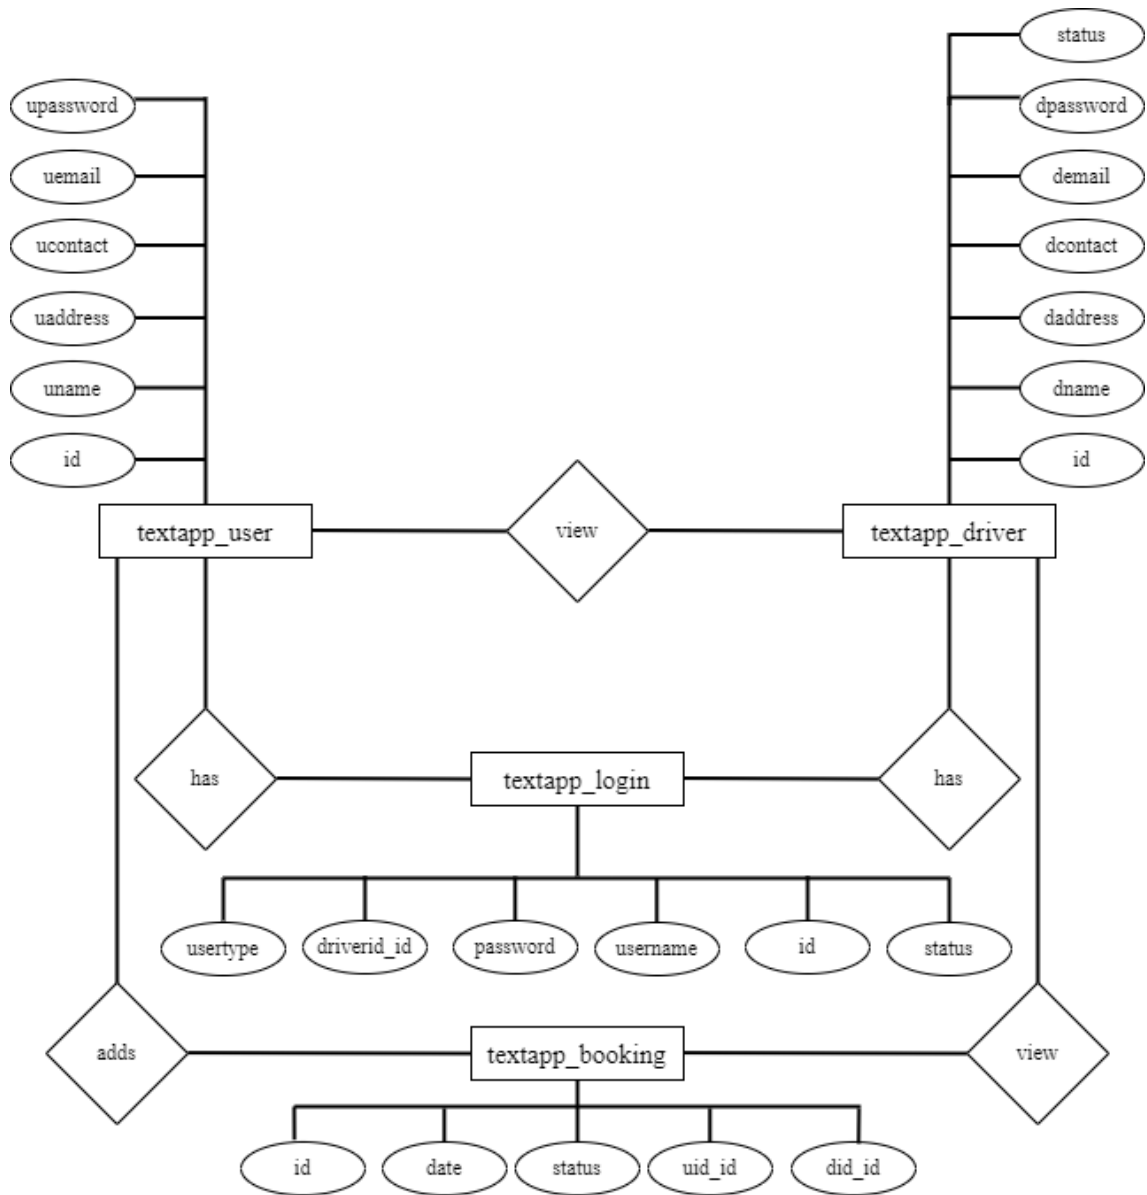 status
upassword
dpassword
uemail
demail
ucontact
dcontact
uaddress
daddress
uname
dname
id
id
textapp_user
view
textapp_driver
has
textapp_login
has
usertype
driverid_id
password
username
id
status
adds
textapp_booking
view
id
date
status
uid_id
did_id